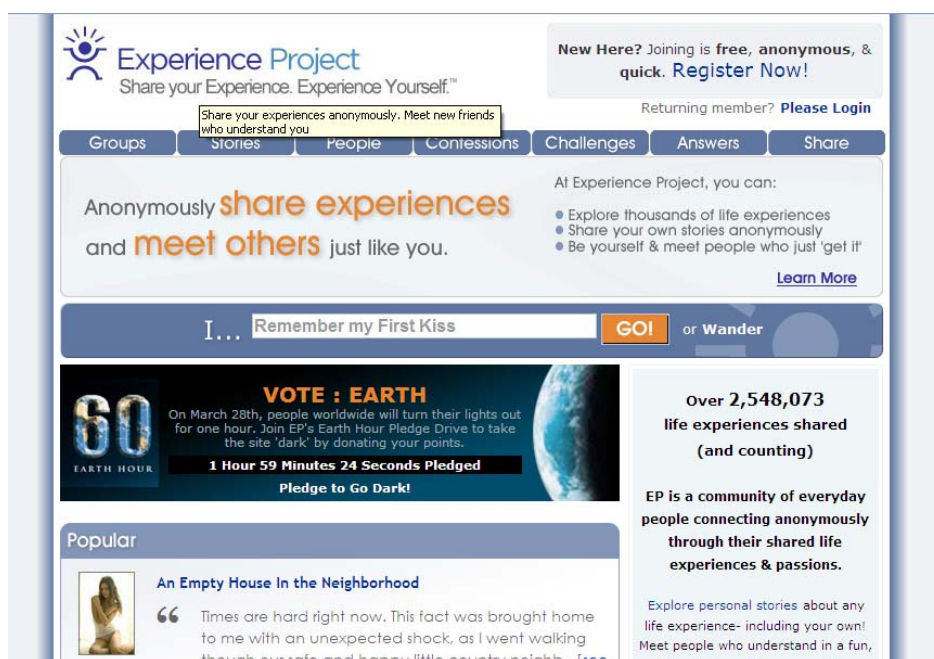 Experience Project
Share your Experience. Experience Yourself.™
New Here? Joining is free, anonymous, &
quick. Register Now!
Returning member? Please Login
Share your experiences anonymously. Meet new friends
who understand you
Groups Stories People Confessions Challenges Answers Share
Anonymously share experiences
and meet others just like you.
At Experience Project, you can:
Explore thousands of life experiences
Share your own stories anonymously
Be yourself & meet people who just 'get it'
Learn More
I... Remember my First Kiss GO! or Wander
60
EARTH HOUR
VOTE : EARTH
On March 28th, people worldwide will turn their lights out
for one hour. Join EP's Earth Hour Pledge Drive to take
the site 'dark' by donating your points.
1 Hour 59 Minutes 24 Seconds Pledged
Pledge to Go Dark!
Over 2,548,073
life experiences shared
(and counting)
EP is a community of everyday
people connecting anonymously
through their shared life
experiences & passions.
Explore personal stories about any
life experience- including your own!
Meet people who understand in a fun,
Popular
An Empty House In the Neighborhood
Times are hard right now. This fact was brought home
to me with an unexpected shock, as I went walking
though our safe and happy little country neighb...[see